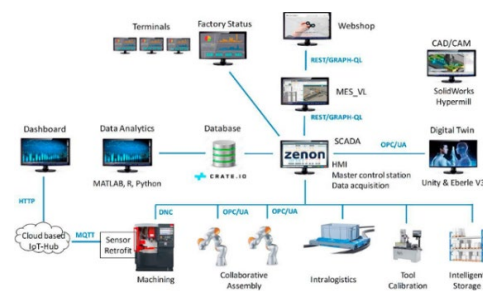 Terminals
Factory Status
Webshop
CAD/CAM
REST/GRAPH-QL
SolidWorks
Hypermill
MES_VL
REST/GRAPH-QL
Dashboard
Data Analytics
Database
SCADA
OPC/UA
Digital Twin
zenon
HMI
Master control station
Data acquisition
CRATE.IO
MATLAB, R, Python
Unity & Eberle V3
HTTP
DNC
OPC/UA
OPC/UA
Cloud based
IoT-Hub
MQTT
Sensor
Retrofit
Machining
Collaborative
Assembly
Intralogistics
Tool
Calibration
Intelligent
Storage